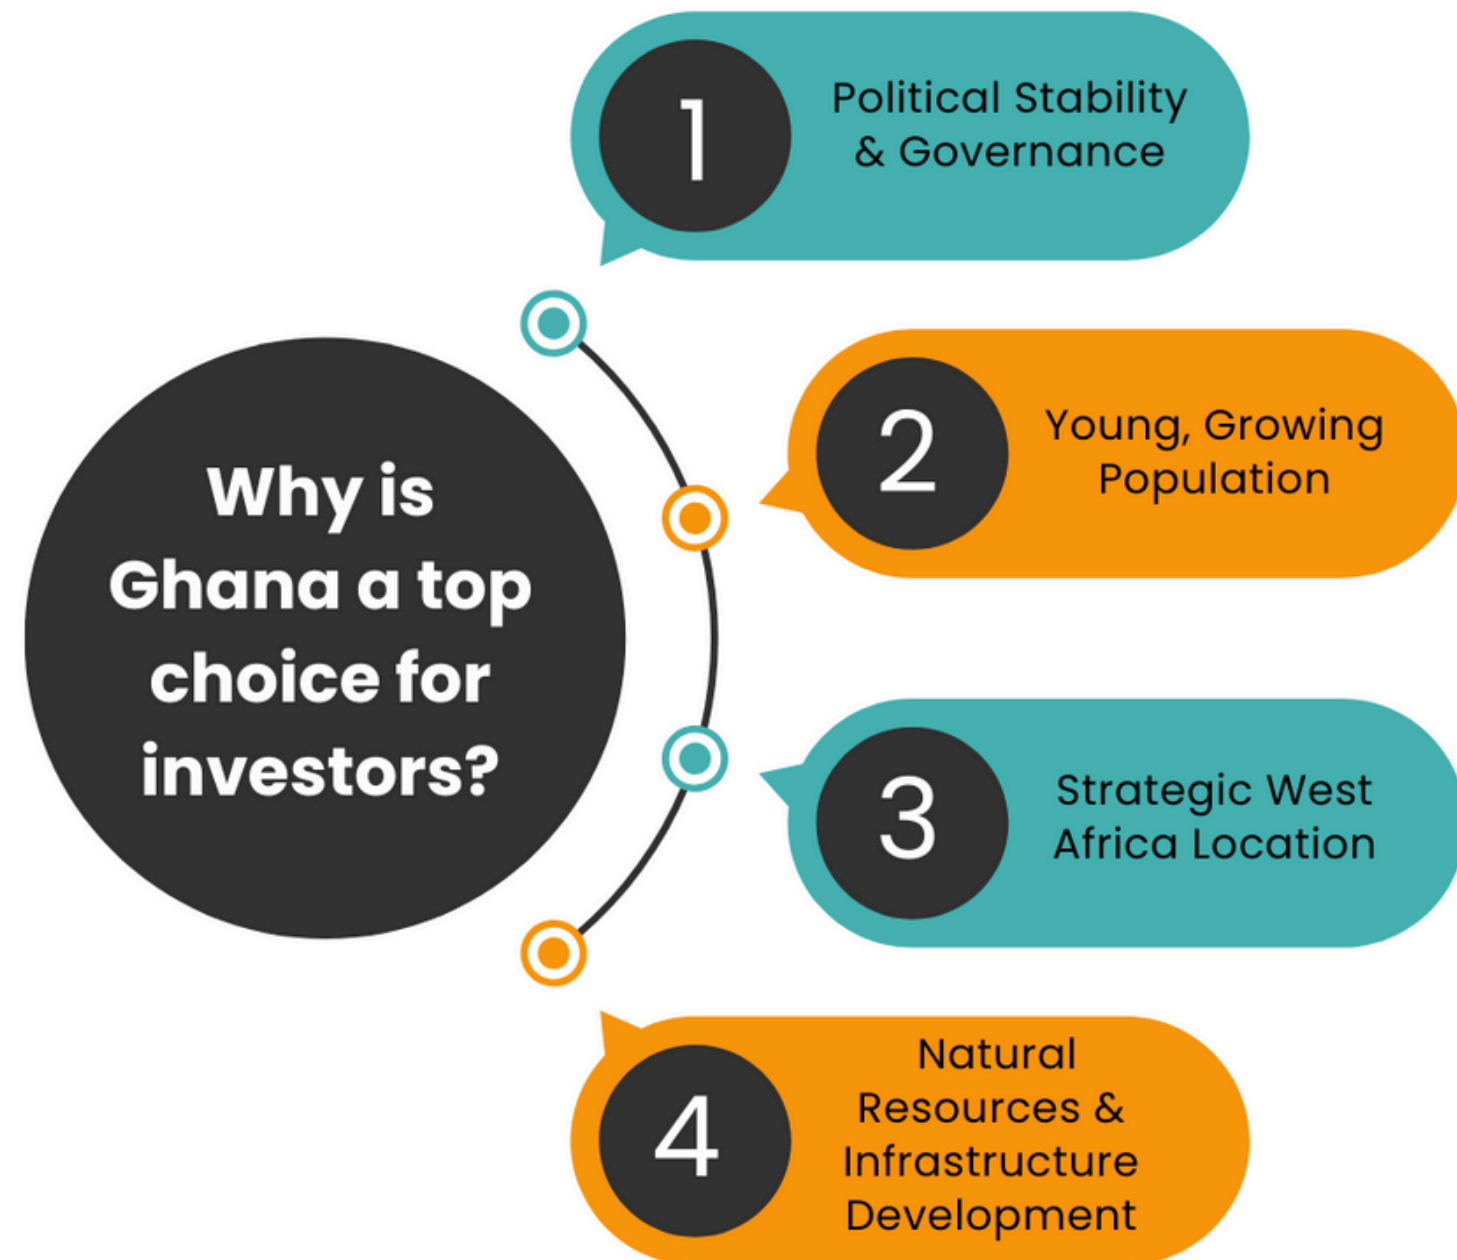 Why is
Ghana a top
choice for
investors?
1
Political Stability
& Governance
2
Young, Growing
Population
3
Strategic West
Africa Location
4
Natural
Resources &
Infrastructure
Development